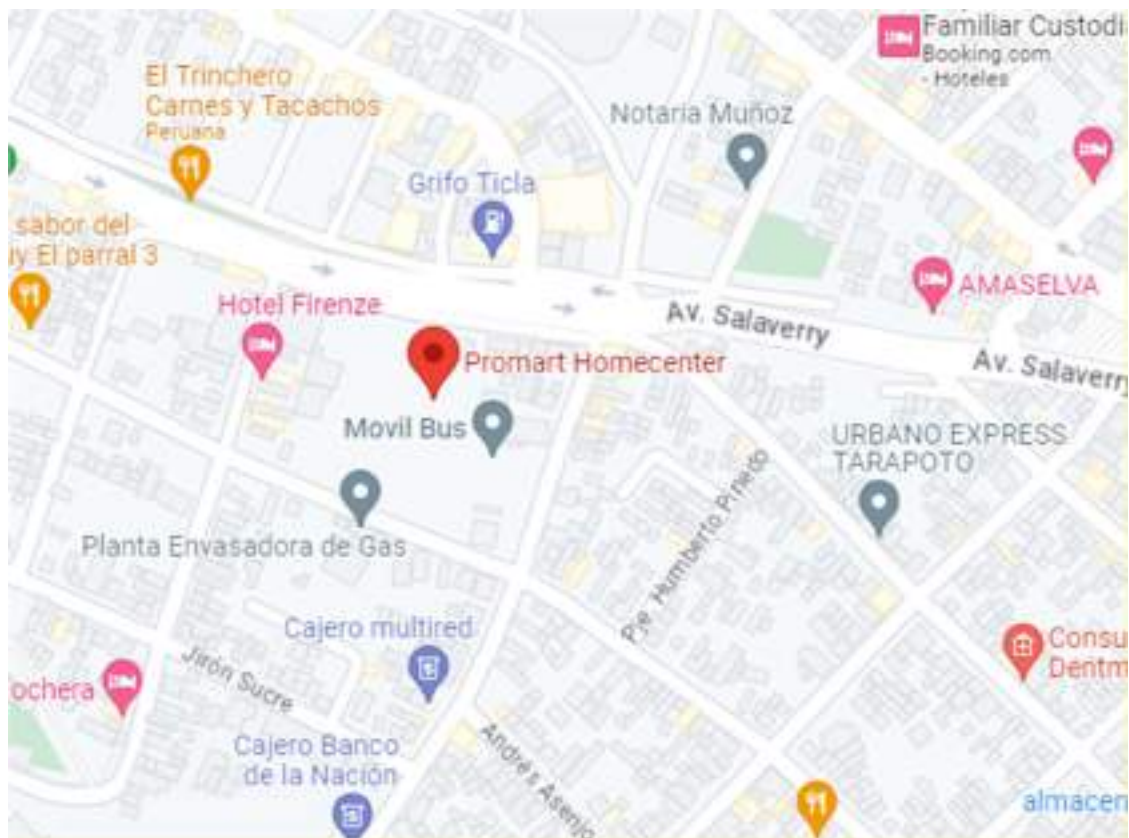 Familiar Custodi
Booking.com
- Hoteles
El Trinchero
Carnes y Tacachos
Peruana
Notaria Muñoz
Grifo Ticla
sabor del
uy El parral 3
Hotel Firenze
AMASELVA
Av. Salaverry
Av. Salaverry
Promart Homecenter
Movil Bus
URBANO EXPRESS
TARAPOTO
Pje. Humberto Pinedo
Planta Envasadora de Gas
Cajero multired
Consu
Dentm
Jirón Sucre
ochera
Cajero Banco
de la Nación
Andrés Asenjo
almacen